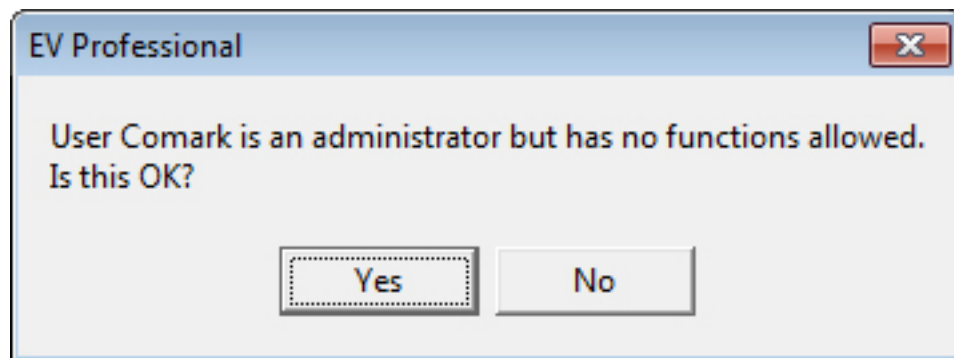 EV Professional
User Comark is an administrator but has no functions allowed.
Is this OK?
Yes
No